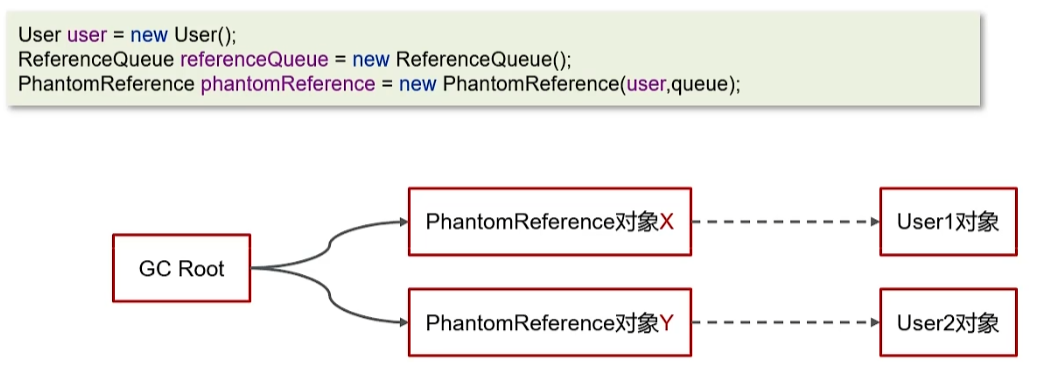 User user = new User();
ReferenceQueue referenceQueue = new ReferenceQueue();
PhantomReference phantomReference = new PhantomReference(user,queue);
PhantomReference对象X
User1对象
GC Root
PhantomReference对象Y
User2对象